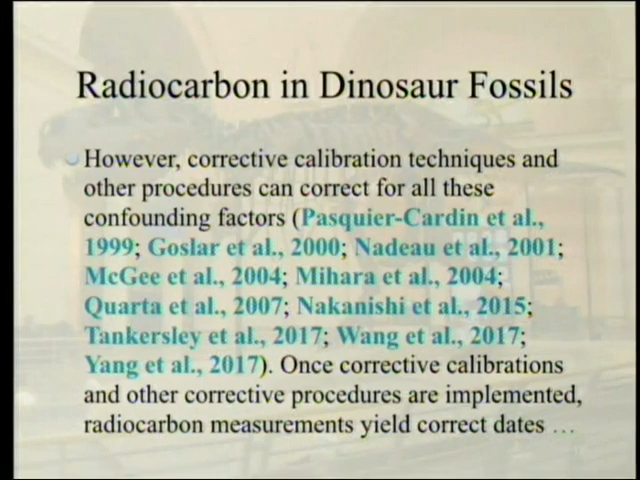 Radiocarbon in Dinosaur Fossils
However, corrective calibration techniques and
other procedures can correct for all these
confounding factors (Pasquier-Cardin et al.,
1999; Goslar et al., 2000; Nadeau et al., 2001;
McGee et al., 2004; Mihara et al., 2004;
Quarta et al., 2007; Nakanishi et al., 2015;
Tankersley et al., 2017; Wang et al., 2017;
Yang et al., 2017). Once corrective calibrations
and other corrective procedures are implemented,
radiocarbon measurements yield correct dates …